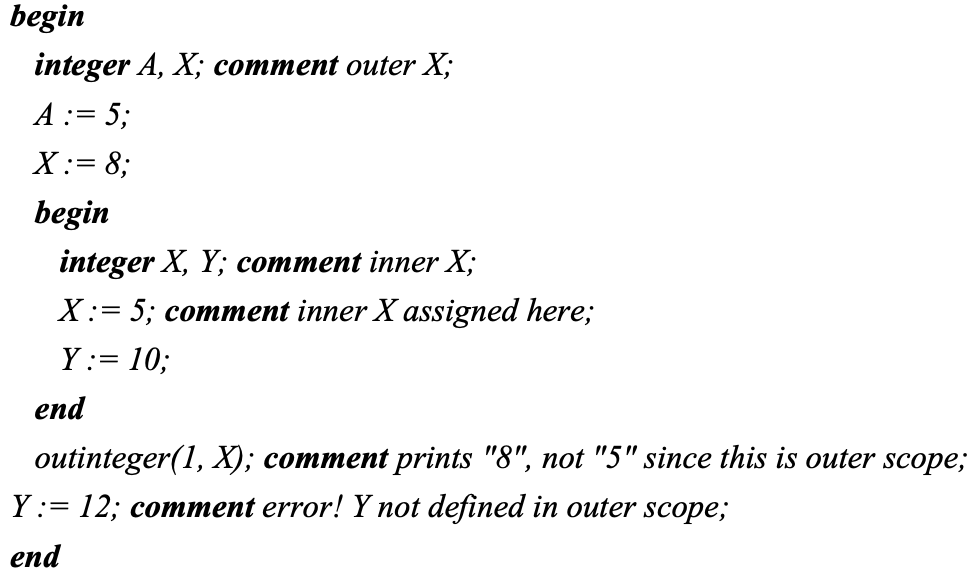 begin
integer A, X; comment outer X;
A := 5;
X := 8;
begin
integer X, Y; comment inner X;
X := 5; comment inner X assigned here;
Y := 10;
end
outinteger(1, X); comment prints "8", not "5" since this is outer scope;
Y := 12; comment error! Y not defined in outer scope;
end